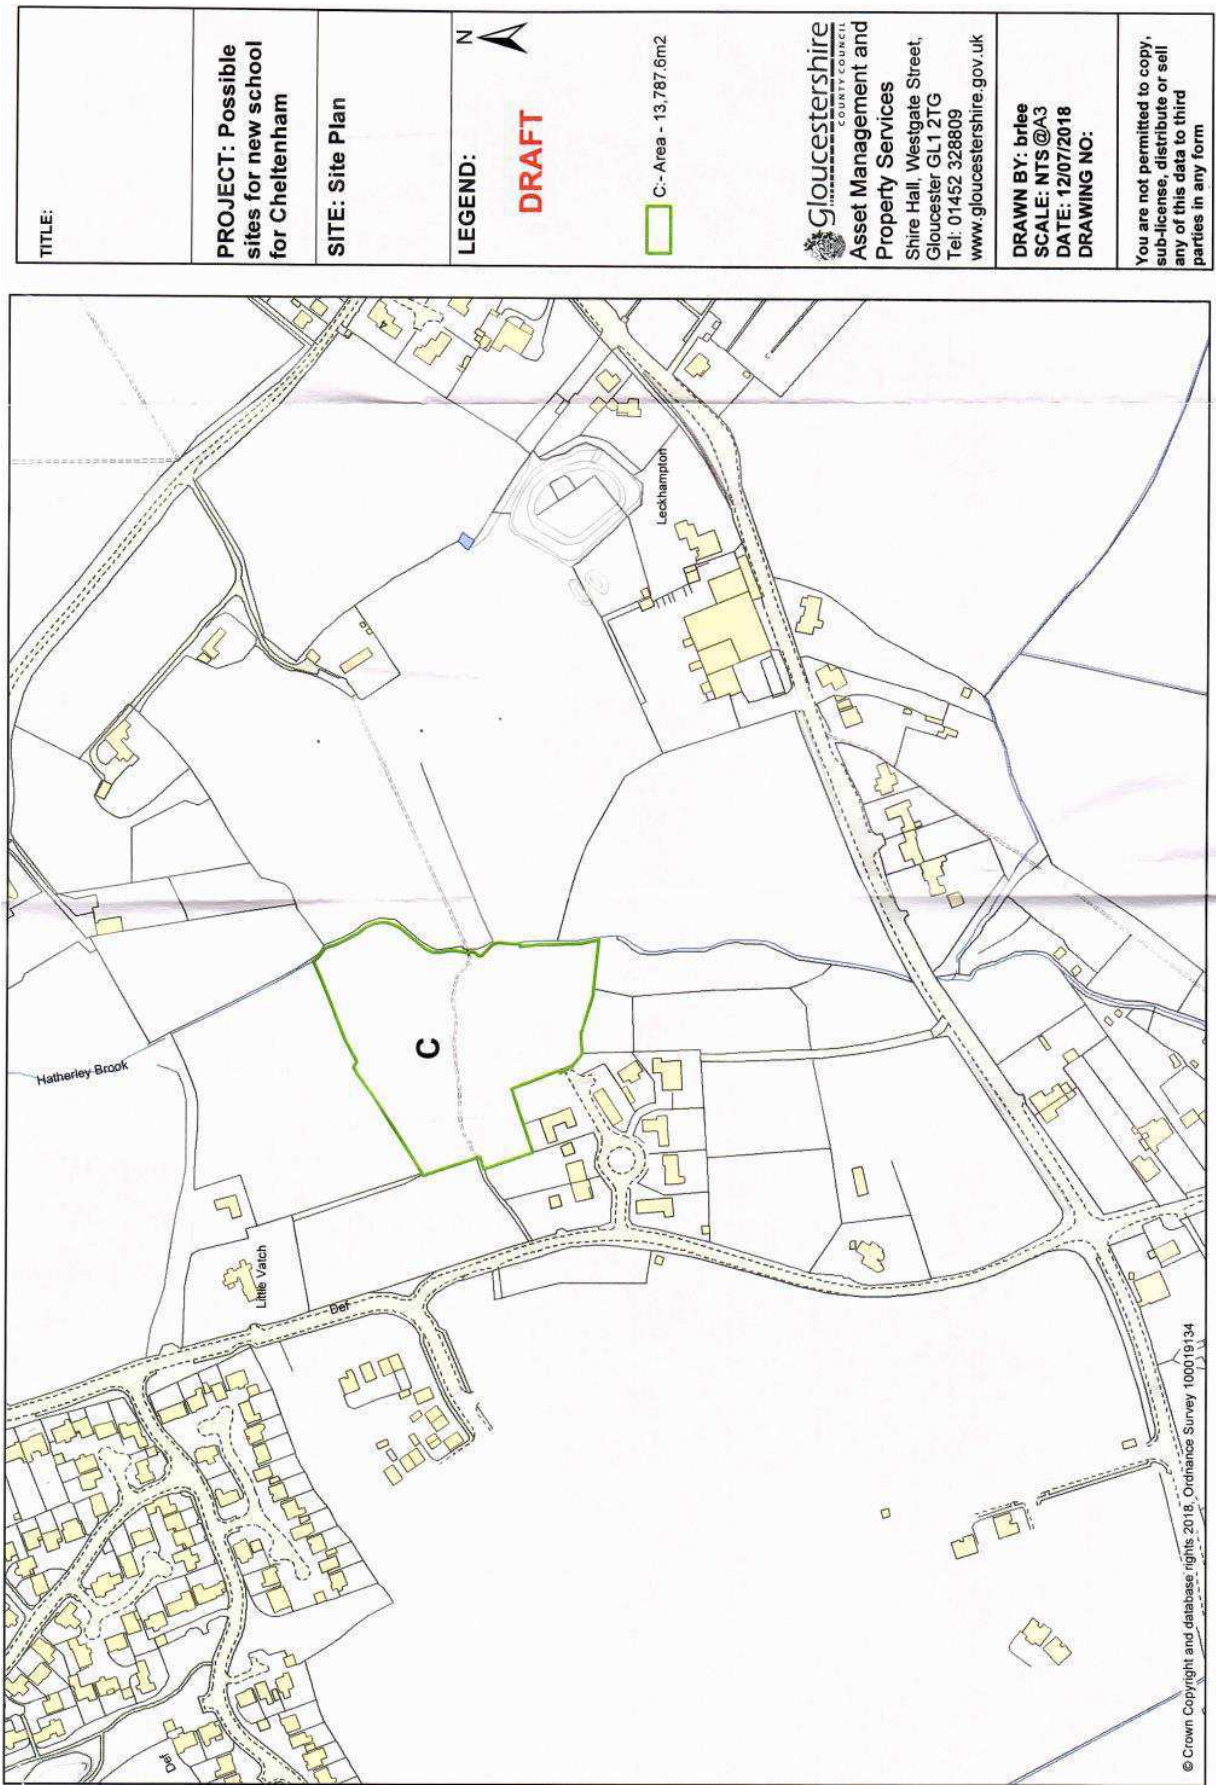 TITLE:
PROJECT: Possible
sites for new school
for Cheltenham
SITE: Site Plan
LEGEND:
N
DRAFT
C:- Area - 13,787.6m2
Gloucestershire
COUNTY COUNCIL
Asset Management and
Property Services
Shire Hall, Westgate Street,
Gloucester GL1 2TG
Tel: 01452 328809
www.gloucestershire.gov.uk
DRAWN BY: brlee
SCALE: NTS @A3
DATE: 12/07/2018
DRAWING NO:
You are not permitted to copy,
sub-license, distribute or sell
any of this data to third
parties in any form
Hatherley Brook
C
Leckhampton
Little Vatch
Def
Def
© Crown Copyright and database rights 2018, Ordnance Survey 100019134